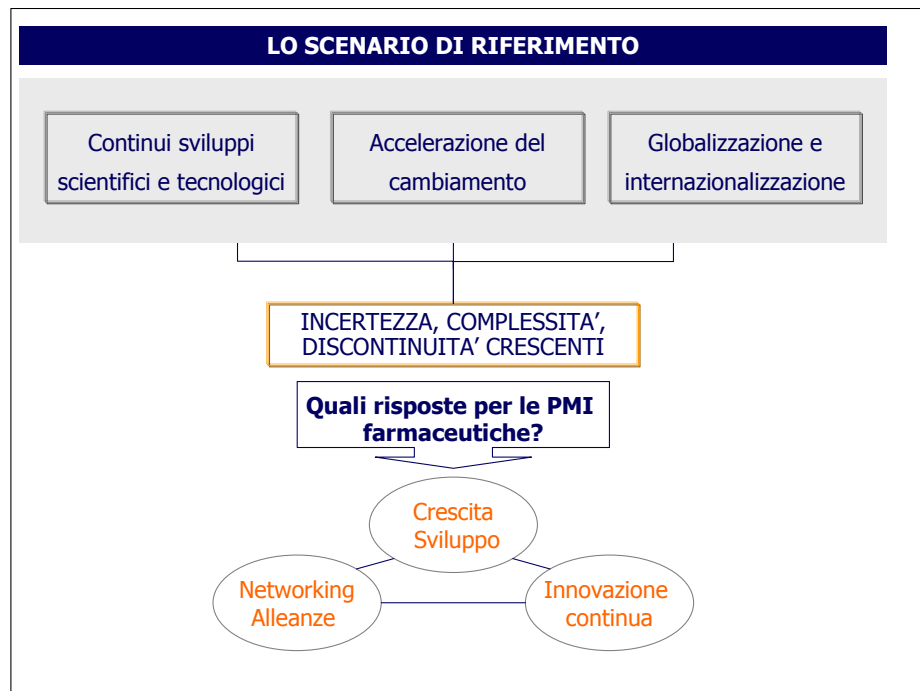 LO SCENARIO DI RIFERIMENTO
Continui sviluppi
scientifici e tecnologici
Accelerazione del
cambiamento
Globalizzazione e
internazionalizzazione
INCERTEZZA, COMPLESSITA’,
DISCONTINUITA’ CRESCENTI
Quali risposte per le PMI
farmaceutiche?
Crescita
Sviluppo
Networking
Alleanze
Innovazione
continua